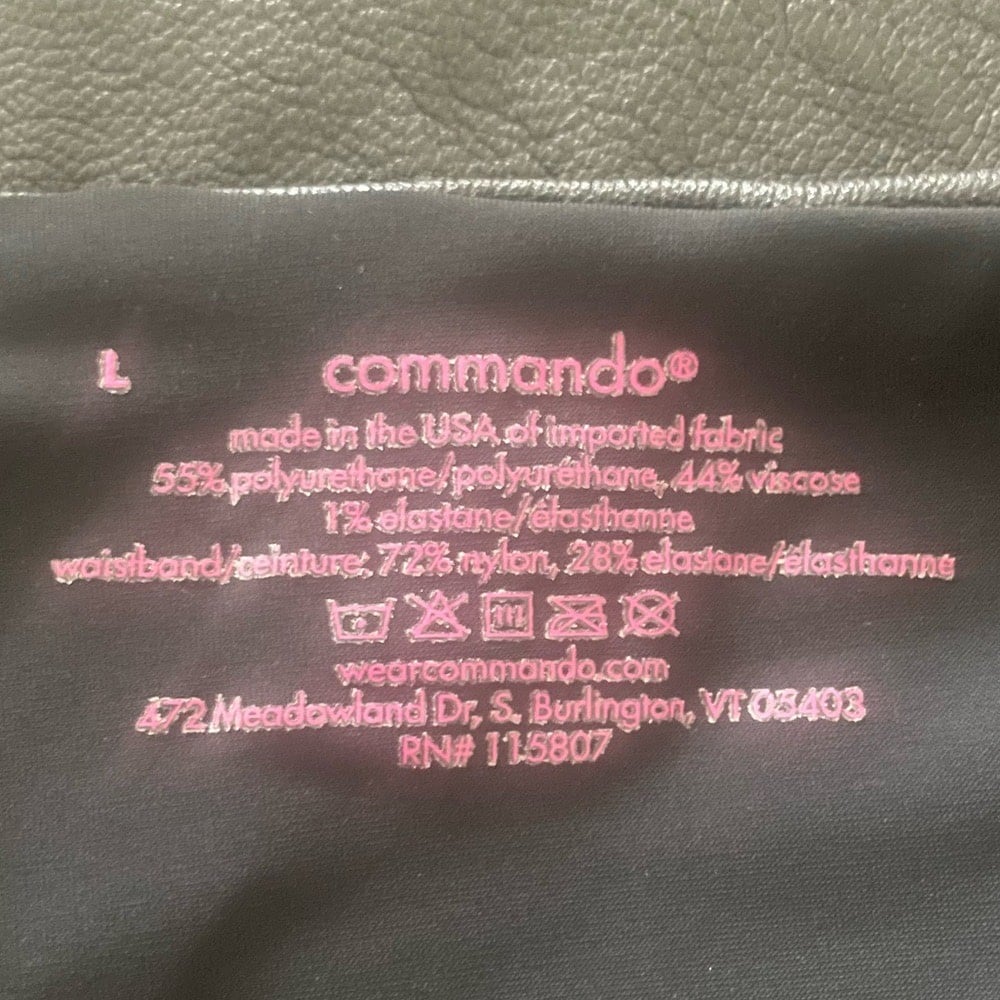 L
commando®
made in the USA of imported fabric
55% polyurethane/polyuréthane, 44% viscose
1% elastane/élasthanne
waistband/ceinture: 72% nylon, 28% elastane/élasthanne
m
wearcommando.com
472 Meadowland Dr, S. Burlington, VT 05403
RN# 115807